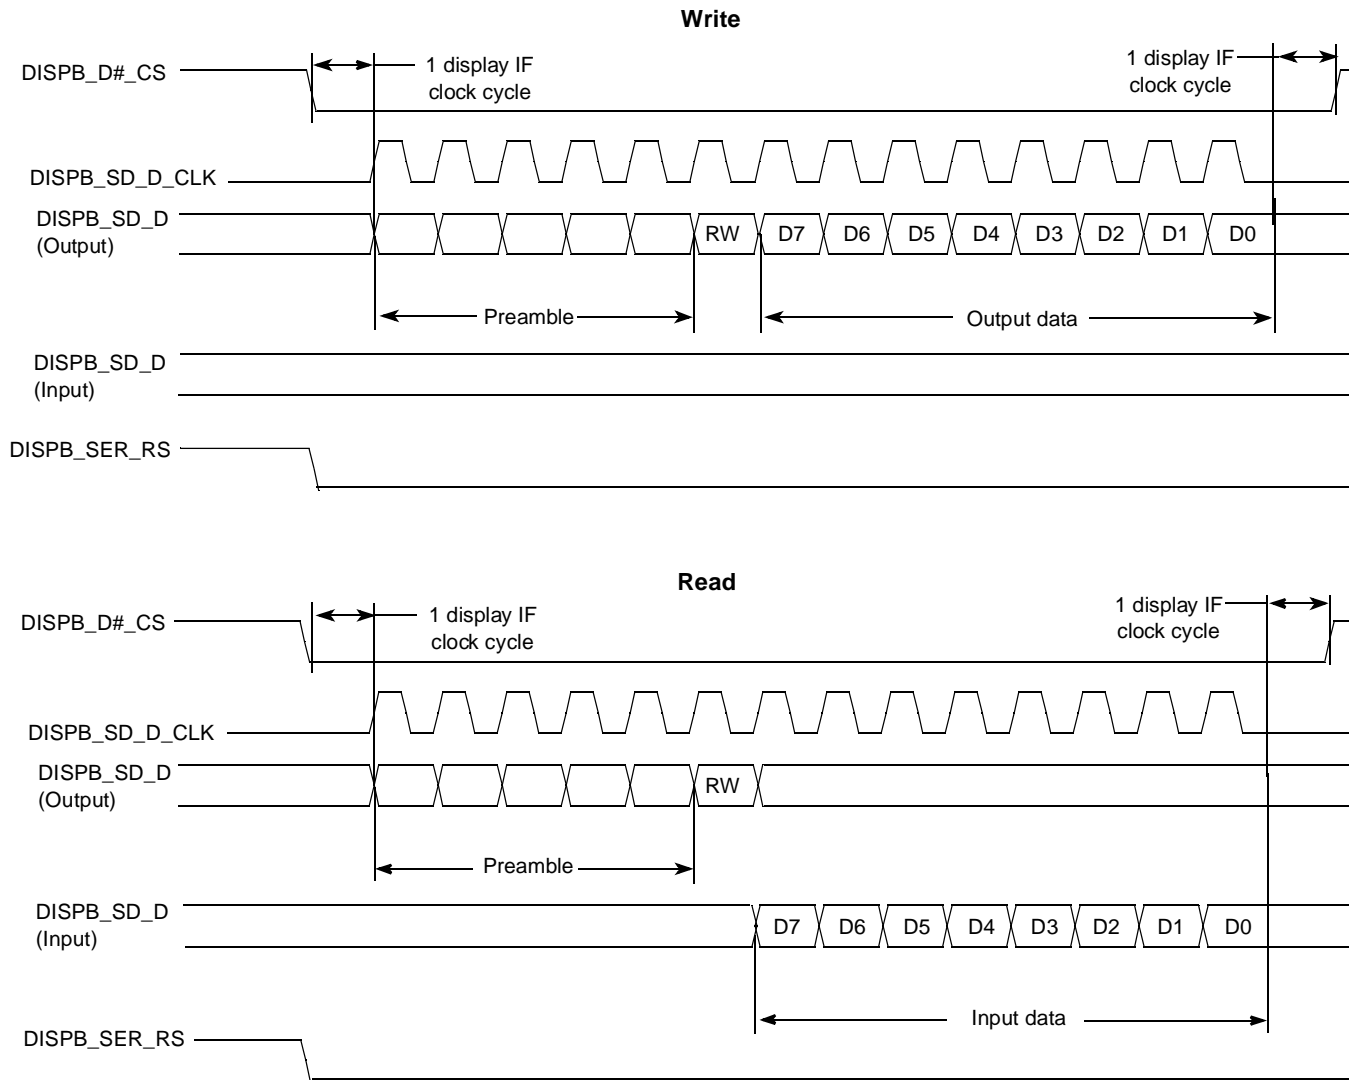 Write
DISPB_D#_CS
1 display IF
clock cycle
1 display IF
clock cycle
DISPB_SD_D_CLK
DISPB_SD_D
(Output)
RW D7 D6 D5 D4 D3 D2 D1 D0
Preamble
Output data
DISPB_SD_D
(Input)
DISPB_SER_RS
Read
DISPB_D#_CS
1 display IF
clock cycle
1 display IF
clock cycle
DISPB_SD_D_CLK
DISPB_SD_D
(Output)
RW
Preamble
DISPB_SD_D
(Input)
D7 D6 D5 D4 D3 D2 D1 D0
Input data
DISPB_SER_RS